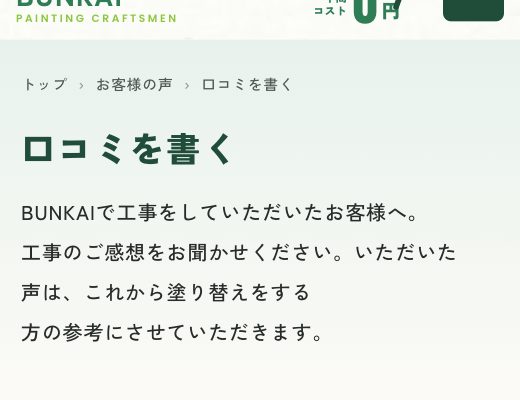 BUNKAI
PAINTING CRAFTSMEN
コスト
0円
トップ › お客様の声 › 口コミを書く
口コミを書く
BUNKAIで工事をしていただいたお客様へ。
工事のご感想をお聞かせください。いただいた
声は、これから塗り替えをする
方の参考にさせていただきます。